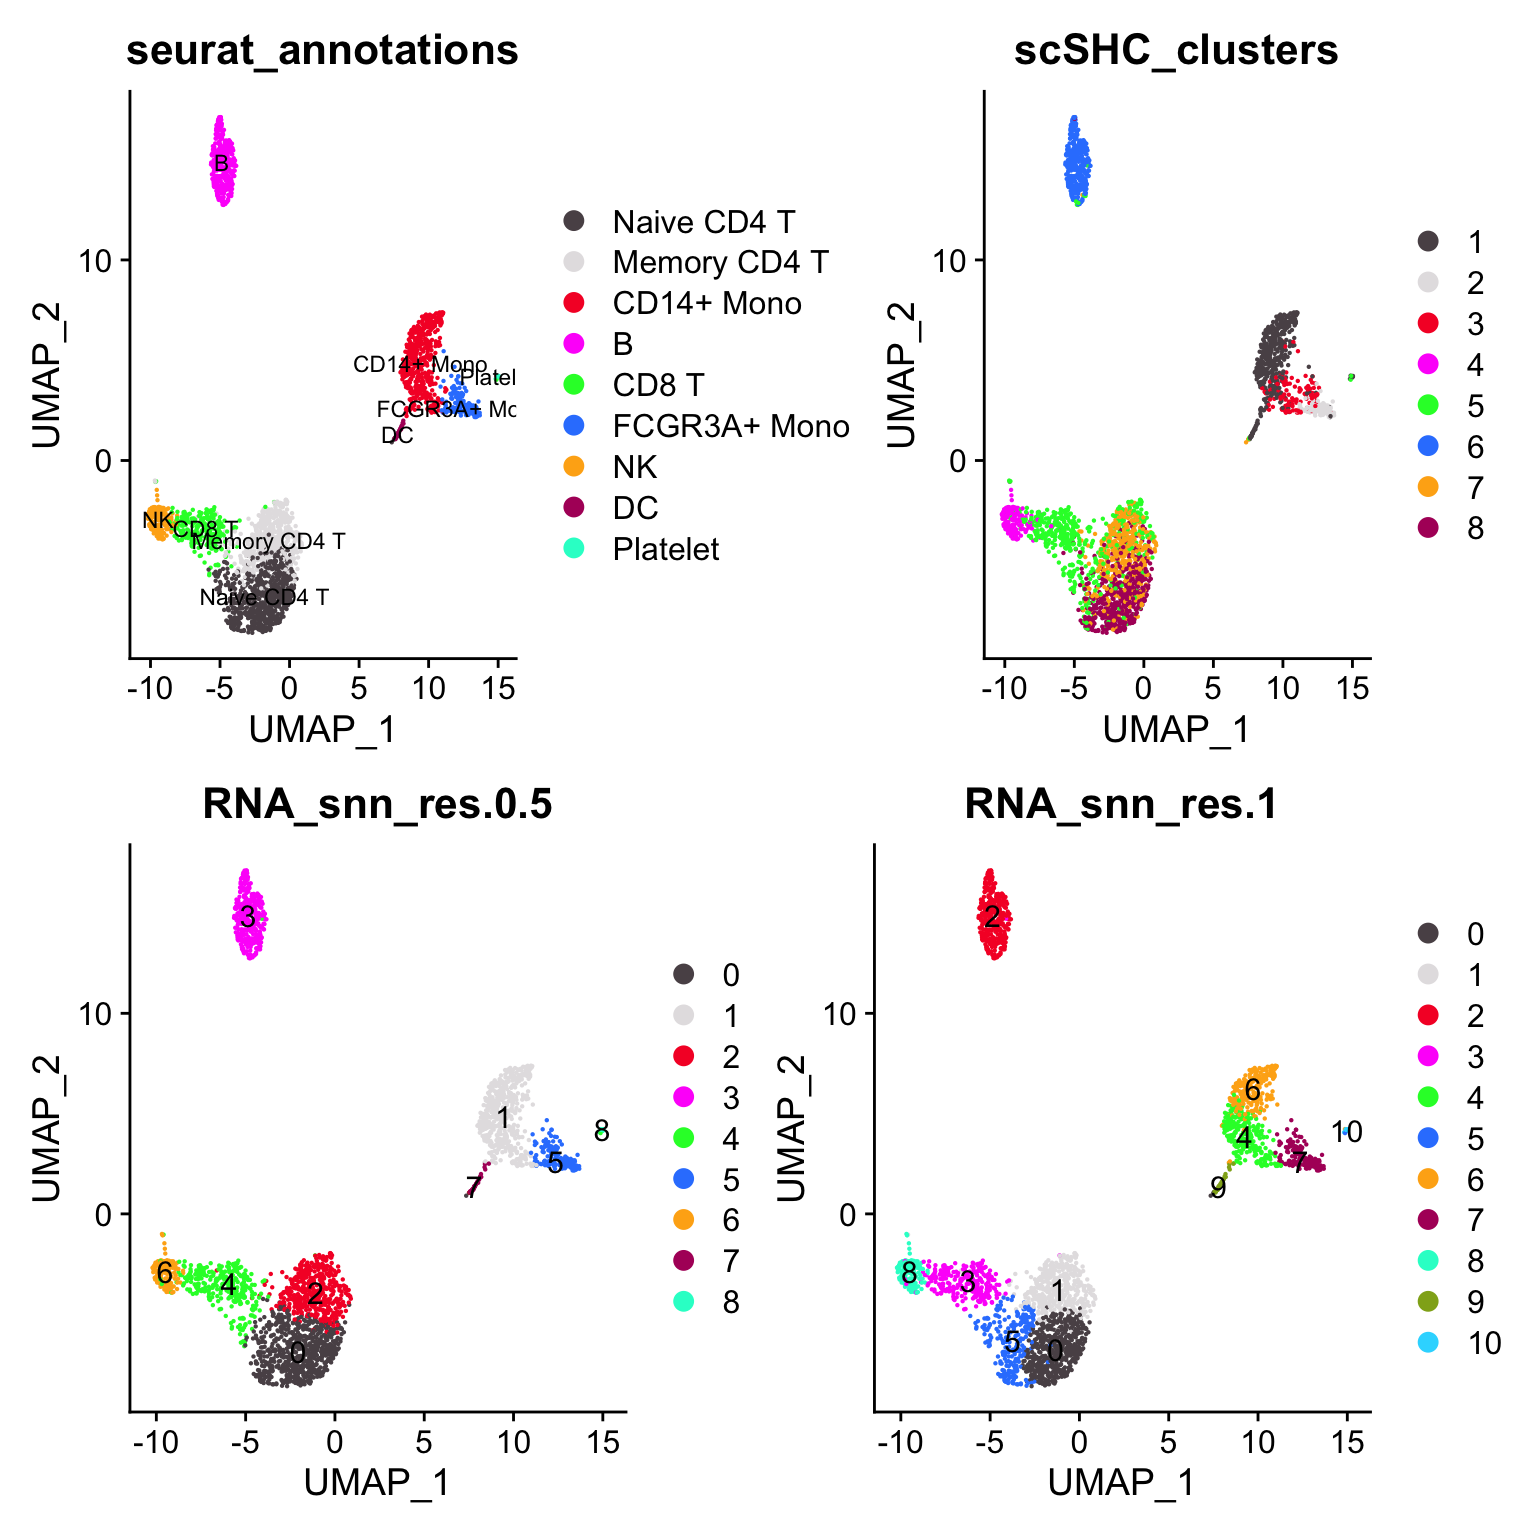 seurat_annotations
B
CD14+ Mono
Platel
FCGR3A+ Mo
DC
NK
CD8 T
Memory CD4 T
Naive CD4 T
10
0
-10 -5 0 5 10 15
UMAP_1
UMAP_2
Naive CD4 T
Memory CD4 T
CD14+ Mono
B
CD8 T
FCGR3A+ Mono
NK
DC
Platelet
scSHC_clusters
10
0
-10 -5 0 5 10 15
UMAP_1
UMAP_2
1
2
3
4
5
6
7
8
RNA_snn_res.0.5
3
1
8
5
7
6
4
2
0
10
0
-10 -5 0 5 10 15
UMAP_1
UMAP_2
0
1
2
3
4
5
6
7
8
RNA_snn_res.1
2
6
10
4
7
9
8
3
1
5
0
10
0
-10 -5 0 5 10 15
UMAP_1
UMAP_2
0
1
2
3
4
5
6
7
8
9
10